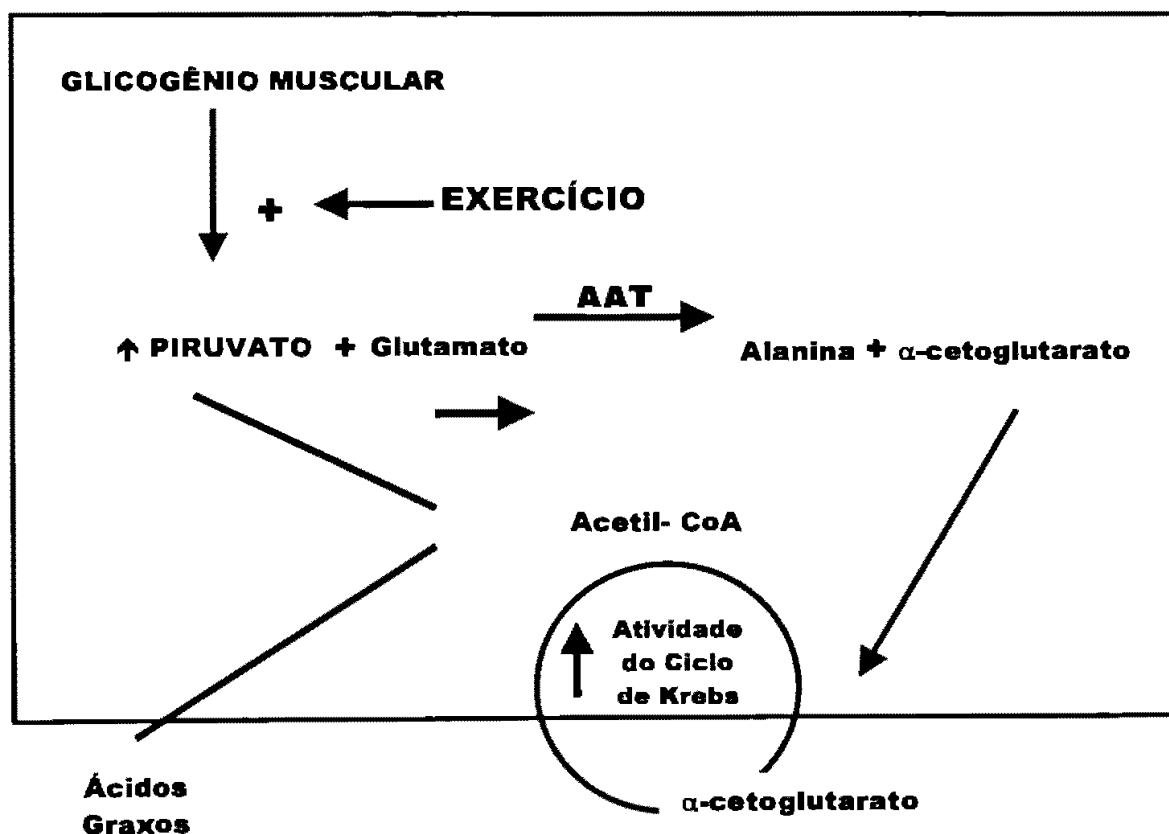 GLICOGÊNIO MUSCULAR
+ EXERCÍCIO
AAT
↑ PIRUVATO + Glutamato
Alanina + α-cetoglutarato
Acetil- CoA
Atividade
do Ciclo
de Krebs
Ácidos
Graxos
α-cetoglutarato